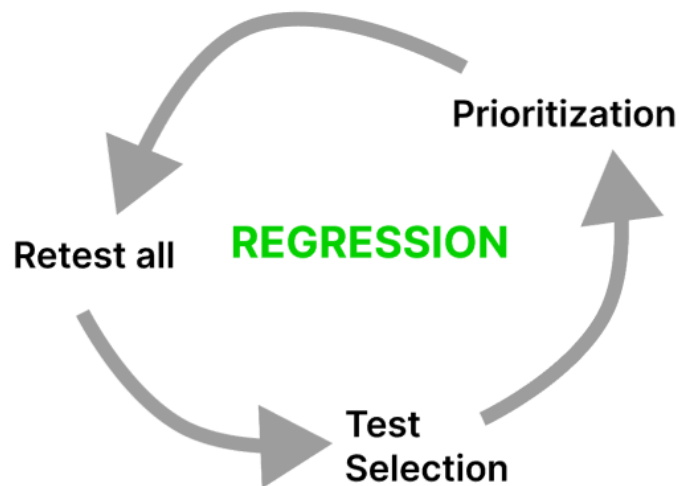 Prioritization
REGRESSION
Retest all
Test
Selection